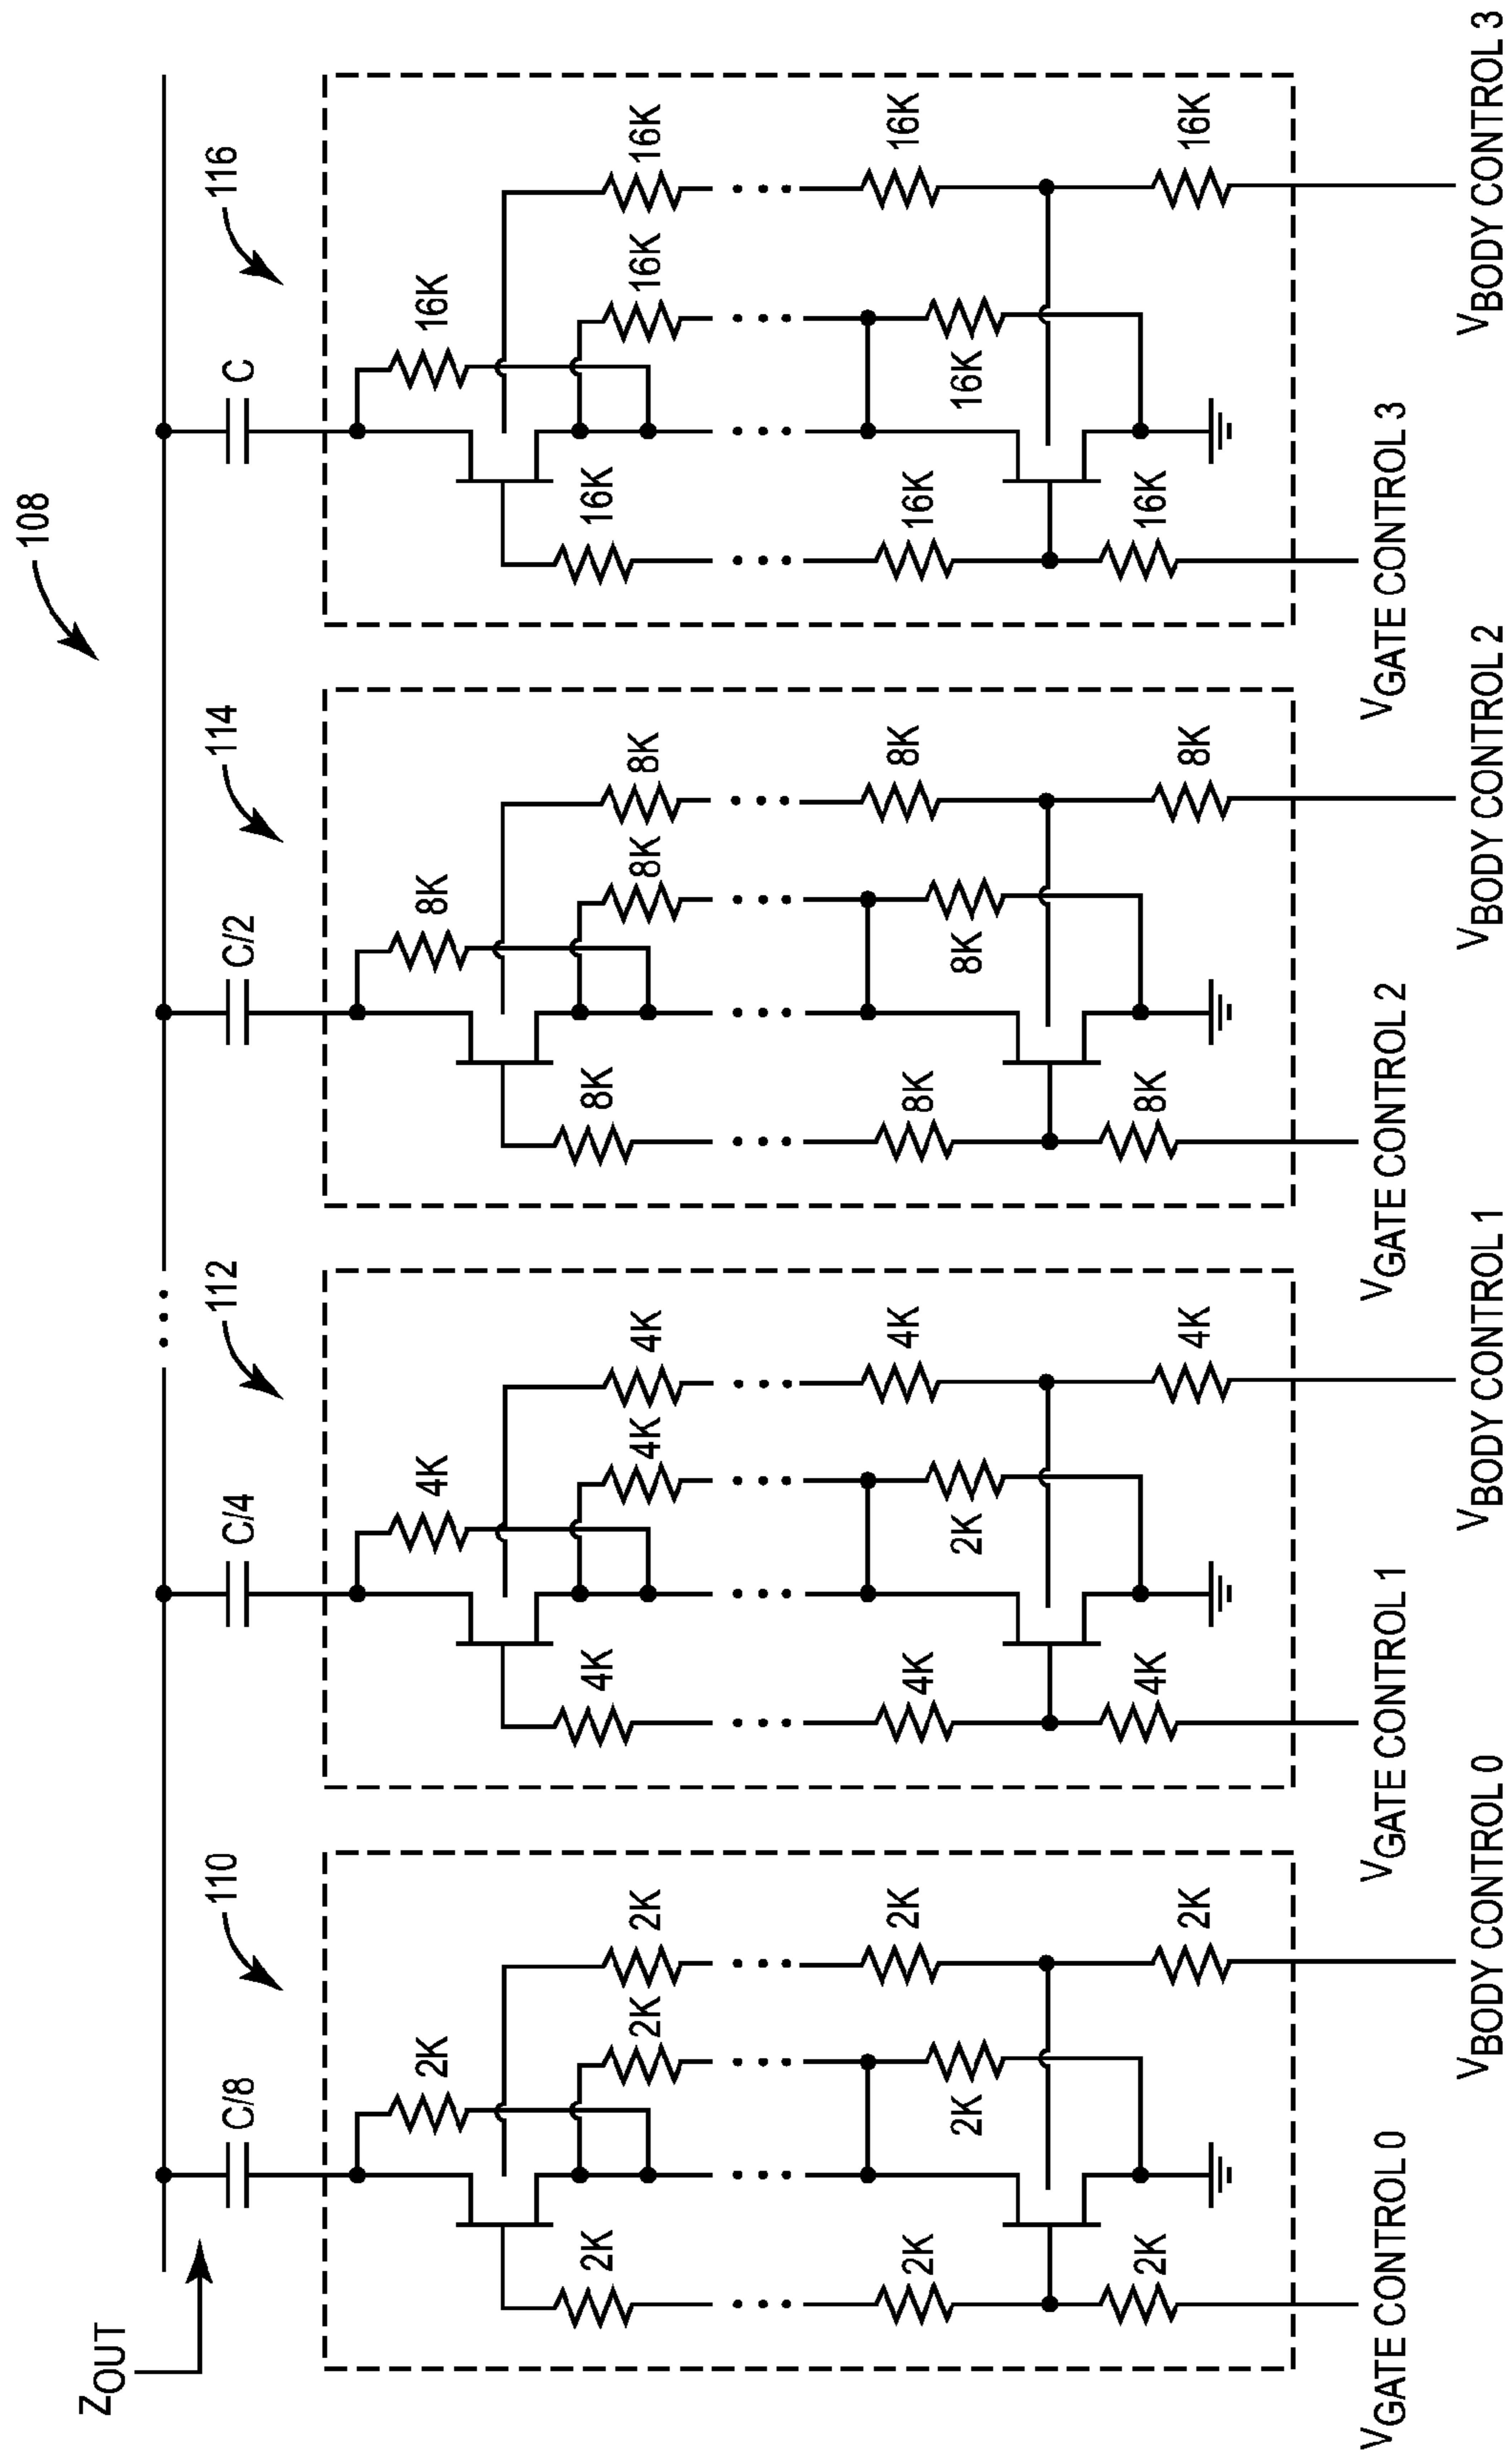 108
Z_OUT
110
112
114
116
C/8
C/4
C/2
C
2K
2K
2K
2K
2K
2K
2K
2K
2K
4K
4K
4K
4K
4K
4K
2K
4K
4K
8K
8K
8K
8K
8K
8K
8K
8K
8K
16K
16K
16K
16K
16K
16K
16K
16K
16K
VGATE CONTROL 0
VBODY CONTROL 0
VGATE CONTROL 1
VBODY CONTROL 1
VGATE CONTROL 2
VBODY CONTROL 2
VGATE CONTROL 3
VBODY CONTROL 3